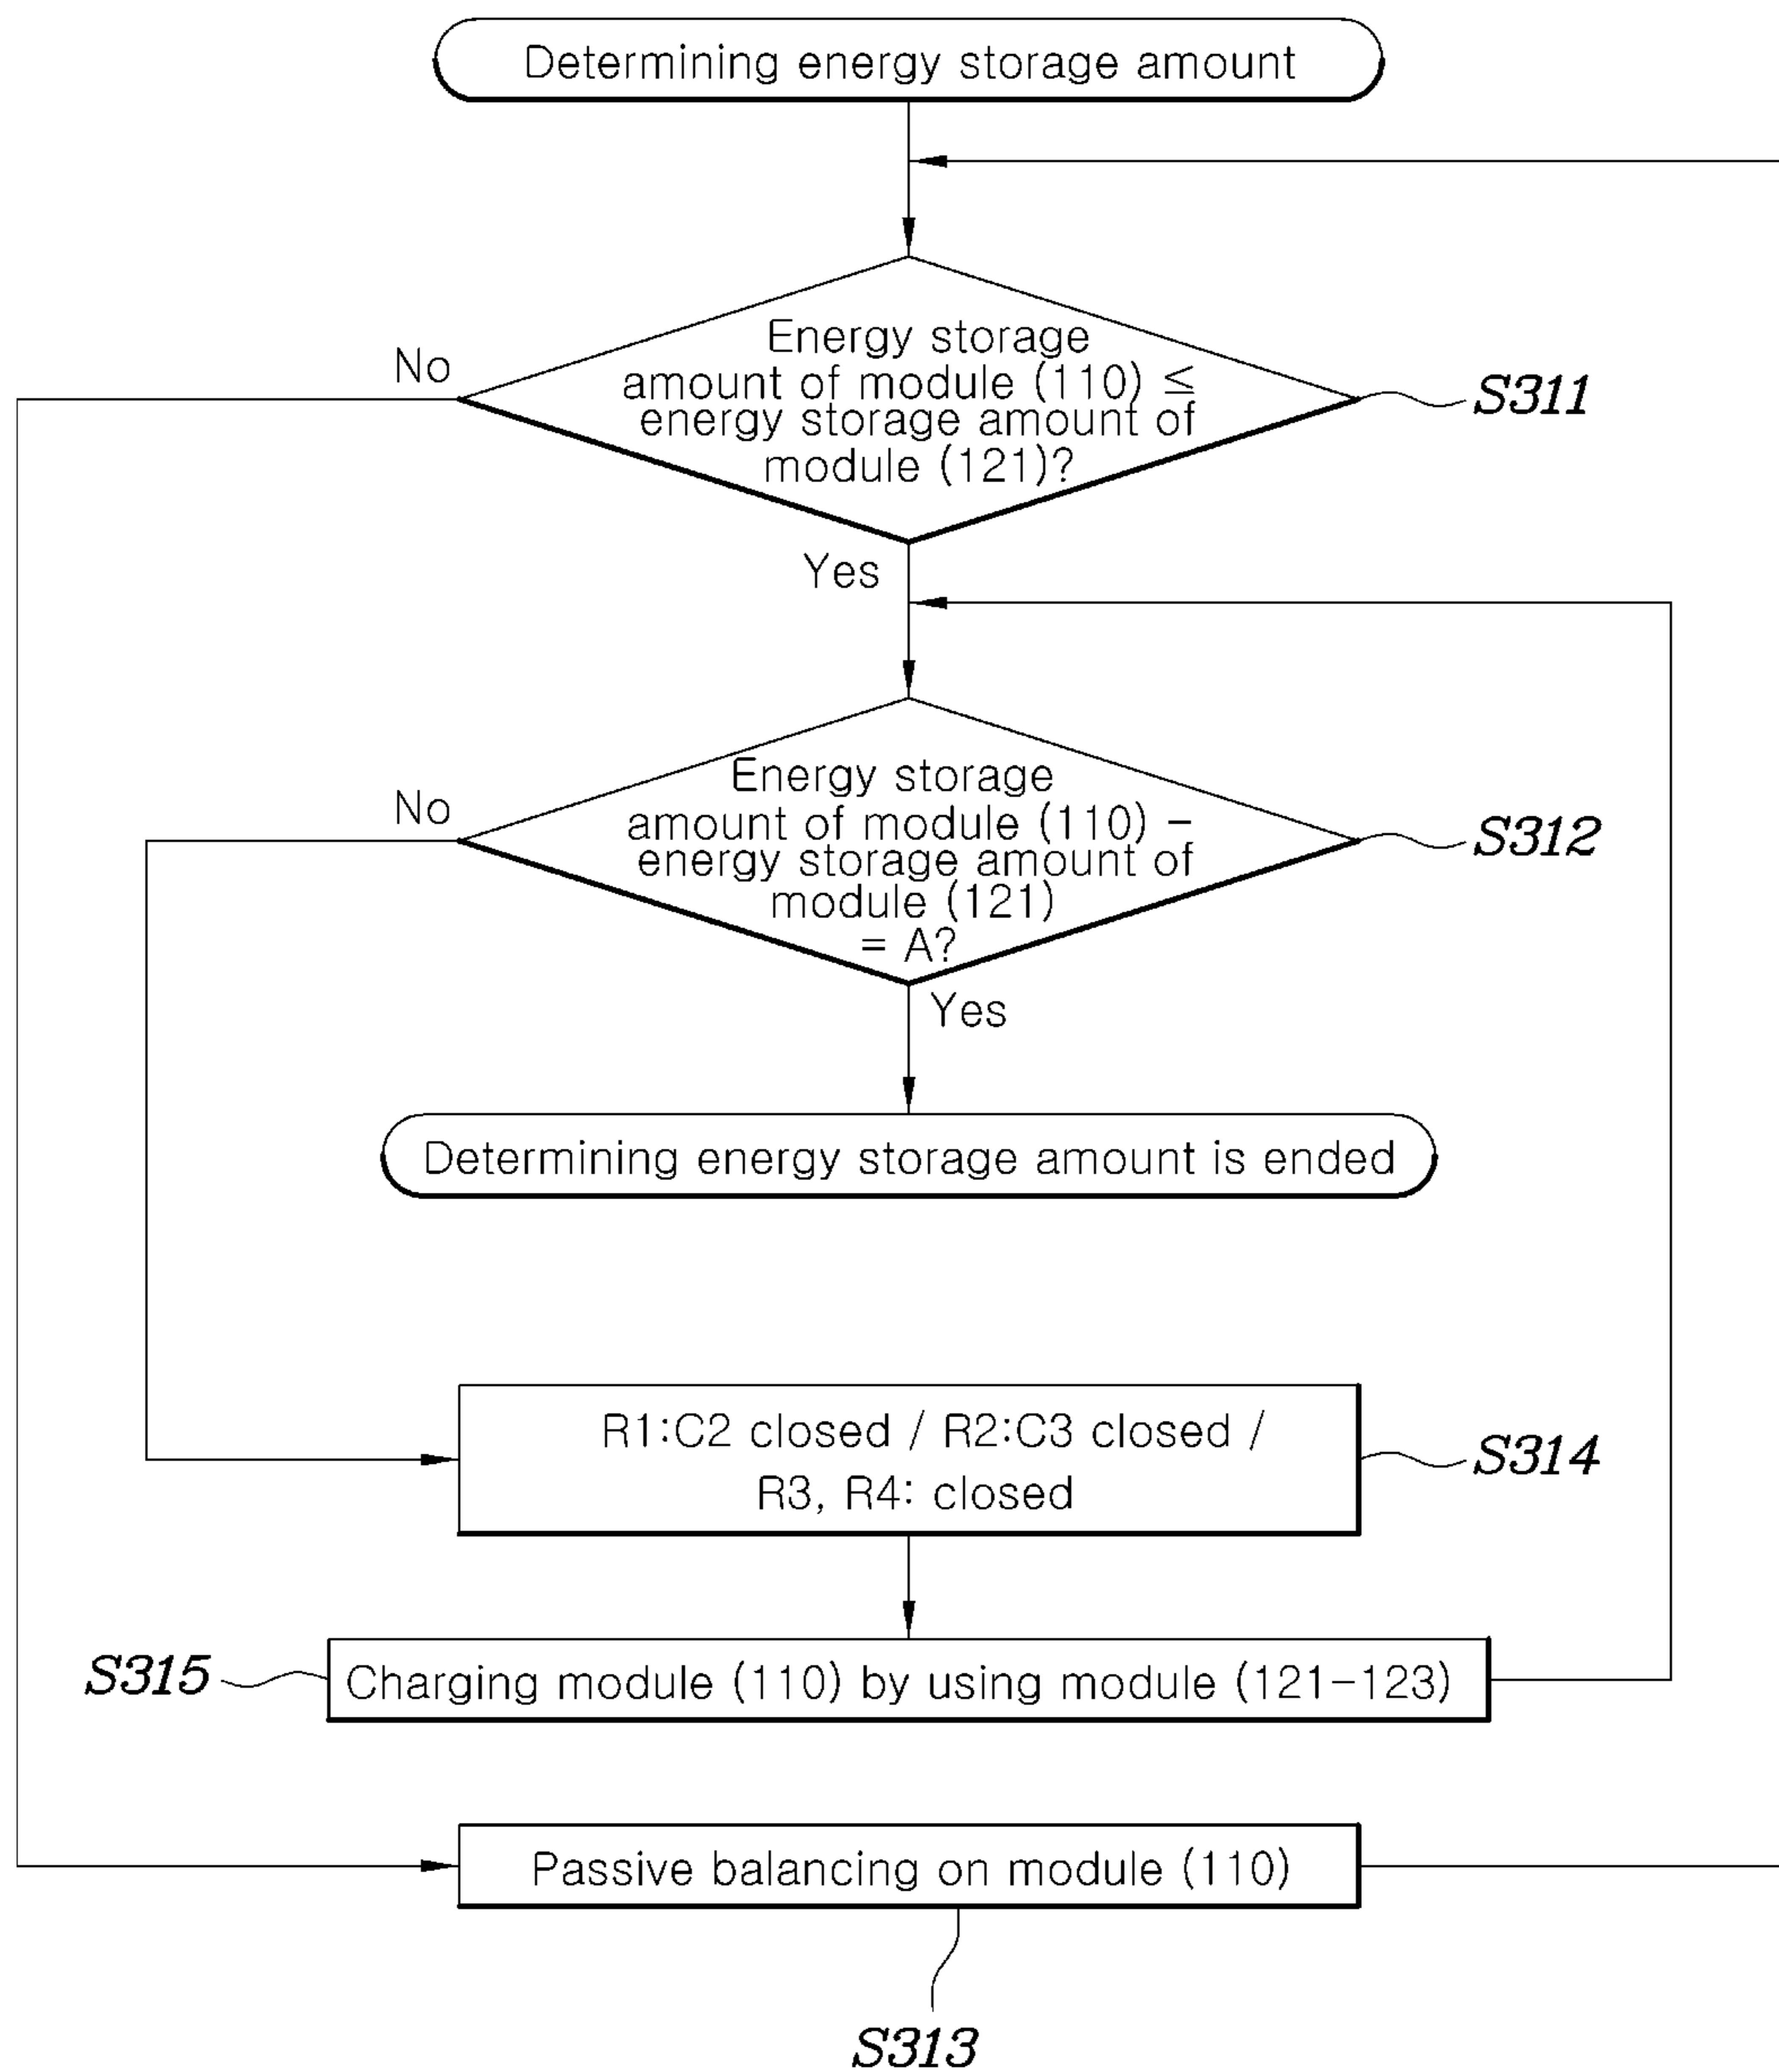 Determining energy storage amount
No
Energy storage
amount of module (110) ≤
energy storage amount of
module (121)?
S311
Yes
No
Energy storage
amount of module (110) –
energy storage amount of
module (121)
= A?
S312
Yes
Determining energy storage amount is ended
R1:C2 closed / R2:C3 closed /
R3, R4: closed
S314
S315
Charging module (110) by using module (121–123)
Passive balancing on module (110)
S313